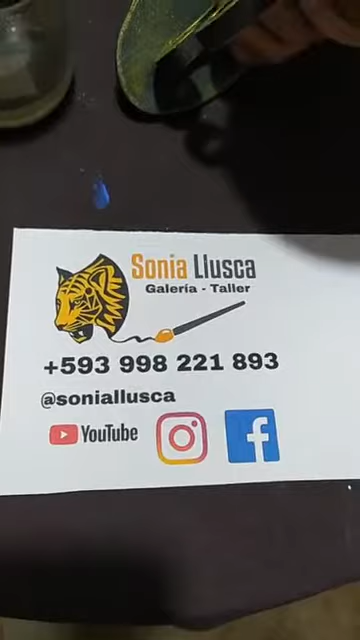 Sonia Llusca
Galería - Taller
+593 998 221 893
@soniallusca
YouTube